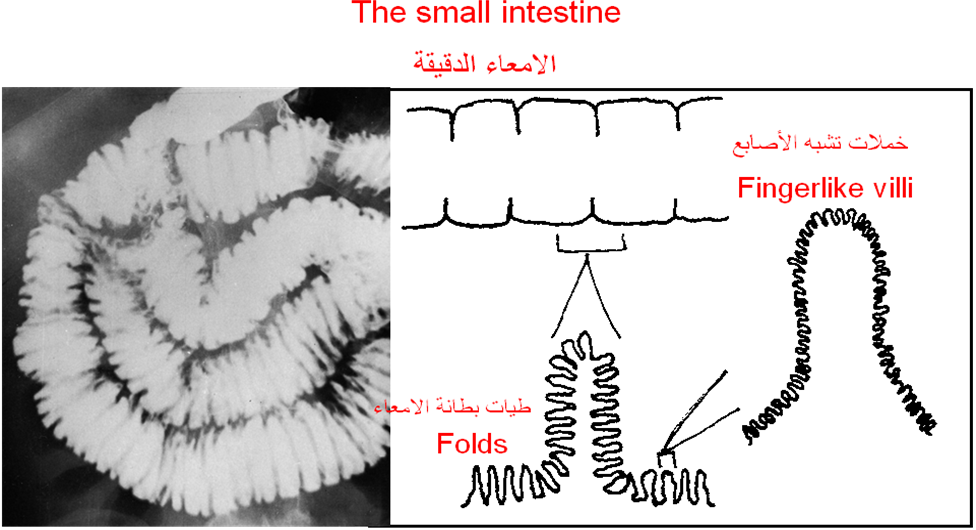 The small intestine
الامعاء الدقيقة
خملات تشبه الأصابع
Fingerlike villi
طيات بطانة الامعاء
Folds